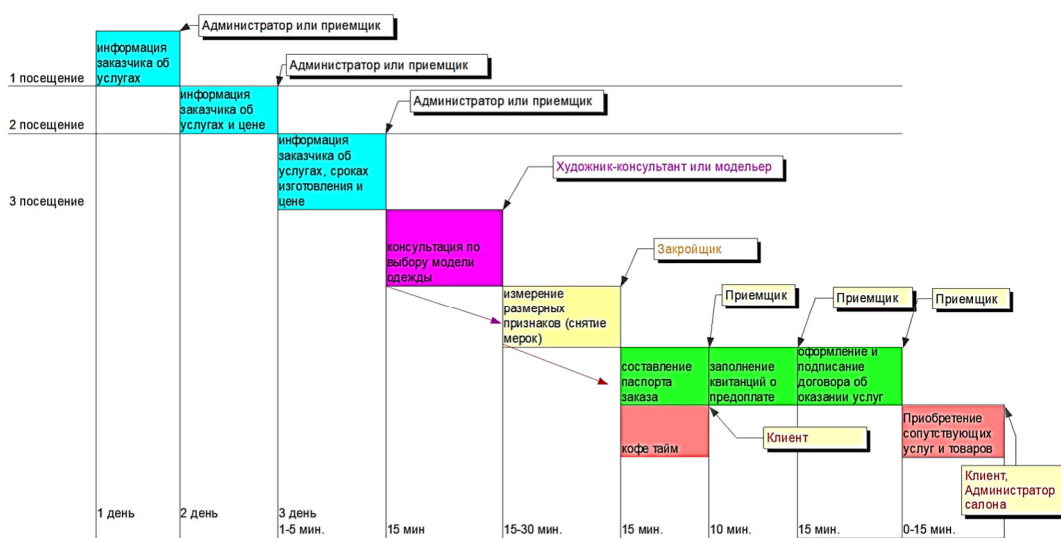 Администратор или приемщик
информация
заказчика об
услугах
1 посещение
Администратор или приемщик
информация
заказчика об
услугах и цене
2 посещение
Администратор или приемщик
информация
заказчика об
услугах, сроках
изготовления и
цене
3 посещение
Художник-консультант или модельер
консультация по
выбору модели
одежды
Закройщик
измерение
размерных
признаков (снятие
мерок)
Приемщик
Приемщик
Приемщик
составление
паспорта
заказа
заполнение
квитанций о
предоплате
оформление и
подписание
договора об
оказании услуг
кофе тайм
Клиент
Приобретение
сопутствующих
услуг и товаров
Клиент,
Администратор
салона
1 день
2 день
3 день
1-5 мин.
15 мин
15-30 мин.
15 мин.
10 мин.
15 мин.
0-15 мин.